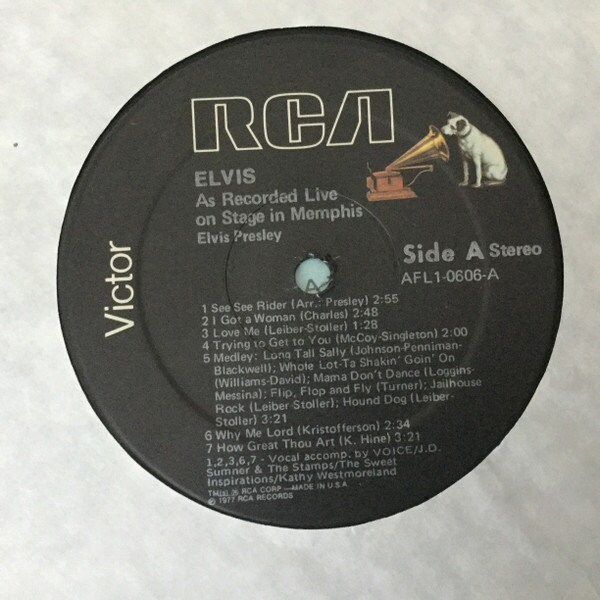 RCA
Victor
ELVIS
As Recorded Live
on Stage in Memphis
Elvis Presley
Side A Stereo
AFL1-0606-A
1 See See Rider (Arr.: Presley) 2:55
2 I Got a Woman (Charles) 2:48
3 Love Me (Leiber-Stoller) 1:28
4 Trying to Get to You (McCoy-Singleton) 2:00
5 Medley: Long Tall Sally (Johnson-Penniman-
Blackwell); Whole Lot-Ta Shakin' Goin' On
(Williams-David); Mama Don't Dance (Loggins-
Messina); Flip, Flop and Fly (Turner); Jailhouse
Rock (Leiber-Stoller); Hound Dog (Leiber-
Stoller) 3:21
6 Why Me Lord (Kristofferson) 2:34
7 How Great Thou Art (K. Hine) 3:21
1,2,3,6,7 - Vocal accomp. by VOICE/J.D.
Sumner & The Stamps/The Sweet
Inspirations/Kathy Westmoreland
TM(s) ® RCA CORP.—MADE IN U.S.A.
℗ 1977 RCA RECORDS